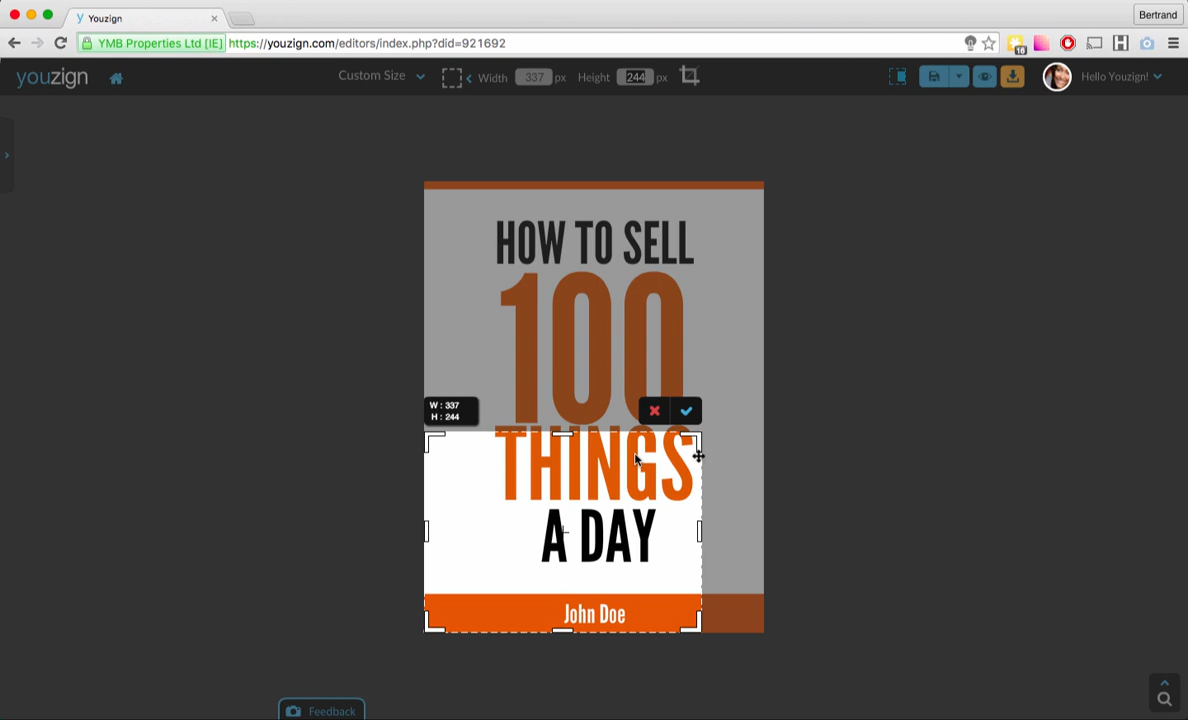 Youzign
Bertrand
YMB Properties Ltd [IE]
https://youzign.com/editors/index.php?did=921692
16
youzign
Custom Size
Width 337 px
Height 244 px
Hello Youzign!
HOW TO SELL
100
W : 337
H : 244
THINGS
A DAY
John Doe
Feedback